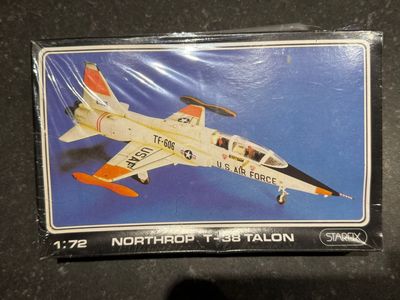 TF-606
USAF
U.S. AIR FORCE
1:72 NORTHROP T-38 TALON STARFIX